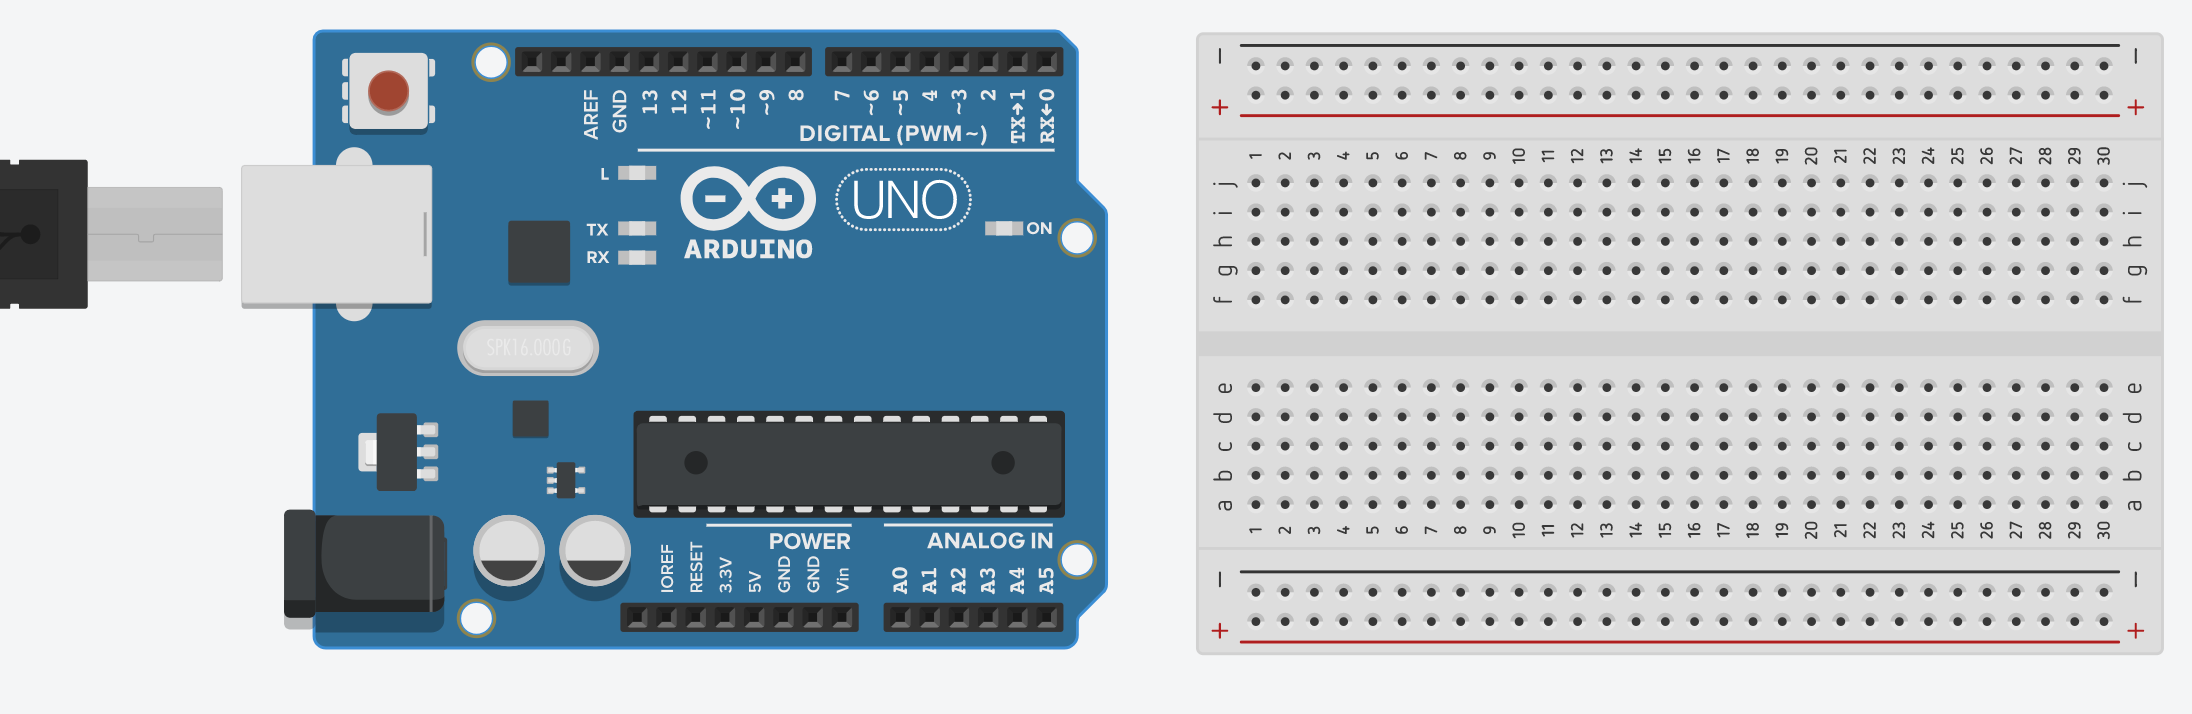 AREF GND 13 12 ~11 ~10 ~9 8 7 ~6 ~5 4 ~3 2 TX→1 RX←0
DIGITAL (PWM~)
L
TX
RX
ARDUINO
UNO
ON
SPK16.000G
POWER
ANALOG IN
IOREF RESET 3.3V 5V GND GND Vin A0 A1 A2 A3 A4 A5
− −
+ +
1 2 3 4 5 6 7 8 9 10 11 12 13 14 15 16 17 18 19 20 21 22 23 24 25 26 27 28 29 30
j j
i i
h h
g g
f f
e e
d d
c c
b b
a a
1 2 3 4 5 6 7 8 9 10 11 12 13 14 15 16 17 18 19 20 21 22 23 24 25 26 27 28 29 30
− −
+ +